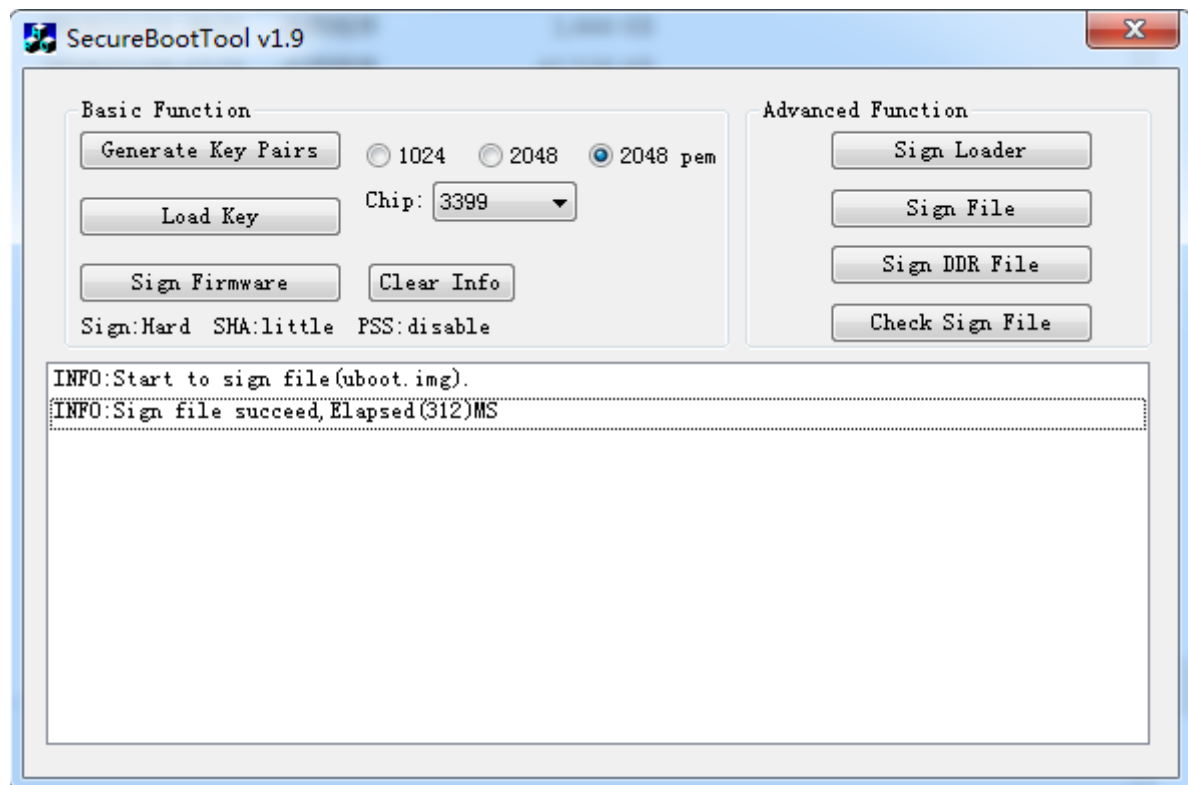 SecureBootTool v1.9
Basic Function
Generate Key Pairs 1024 2048 2048 pem
Load Key Chip: 3399
Sign Firmware Clear Info
Sign:Hard SHA:little PSS:disable
Advanced Function
Sign Loader
Sign File
Sign DDR File
Check Sign File
INFO:Start to sign file(uboot.img).
INFO:Sign file succeed,Elapsed(312)MS